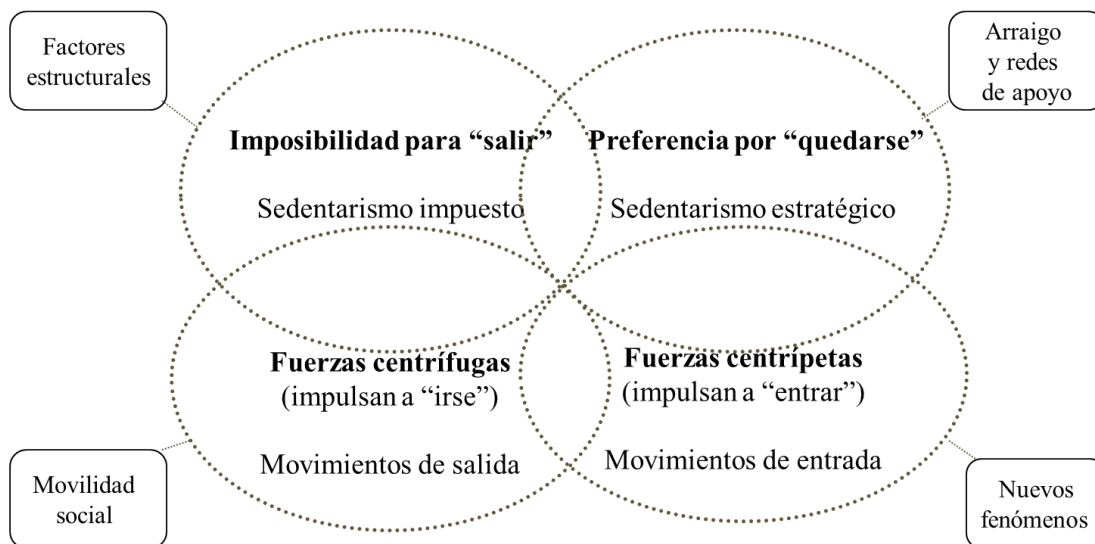 Factores
estructurales
Arraigo
y redes
de apoyo
Imposibilidad para “salir”
Preferencia por “quedarse”
Sedentarismo impuesto
Sedentarismo estratégico
Fuerzas centrífugas
(impulsan a “irse”)
Fuerzas centrípetas
(impulsan a “entrar”)
Movimientos de salida
Movimientos de entrada
Movilidad
social
Nuevos
fenómenos